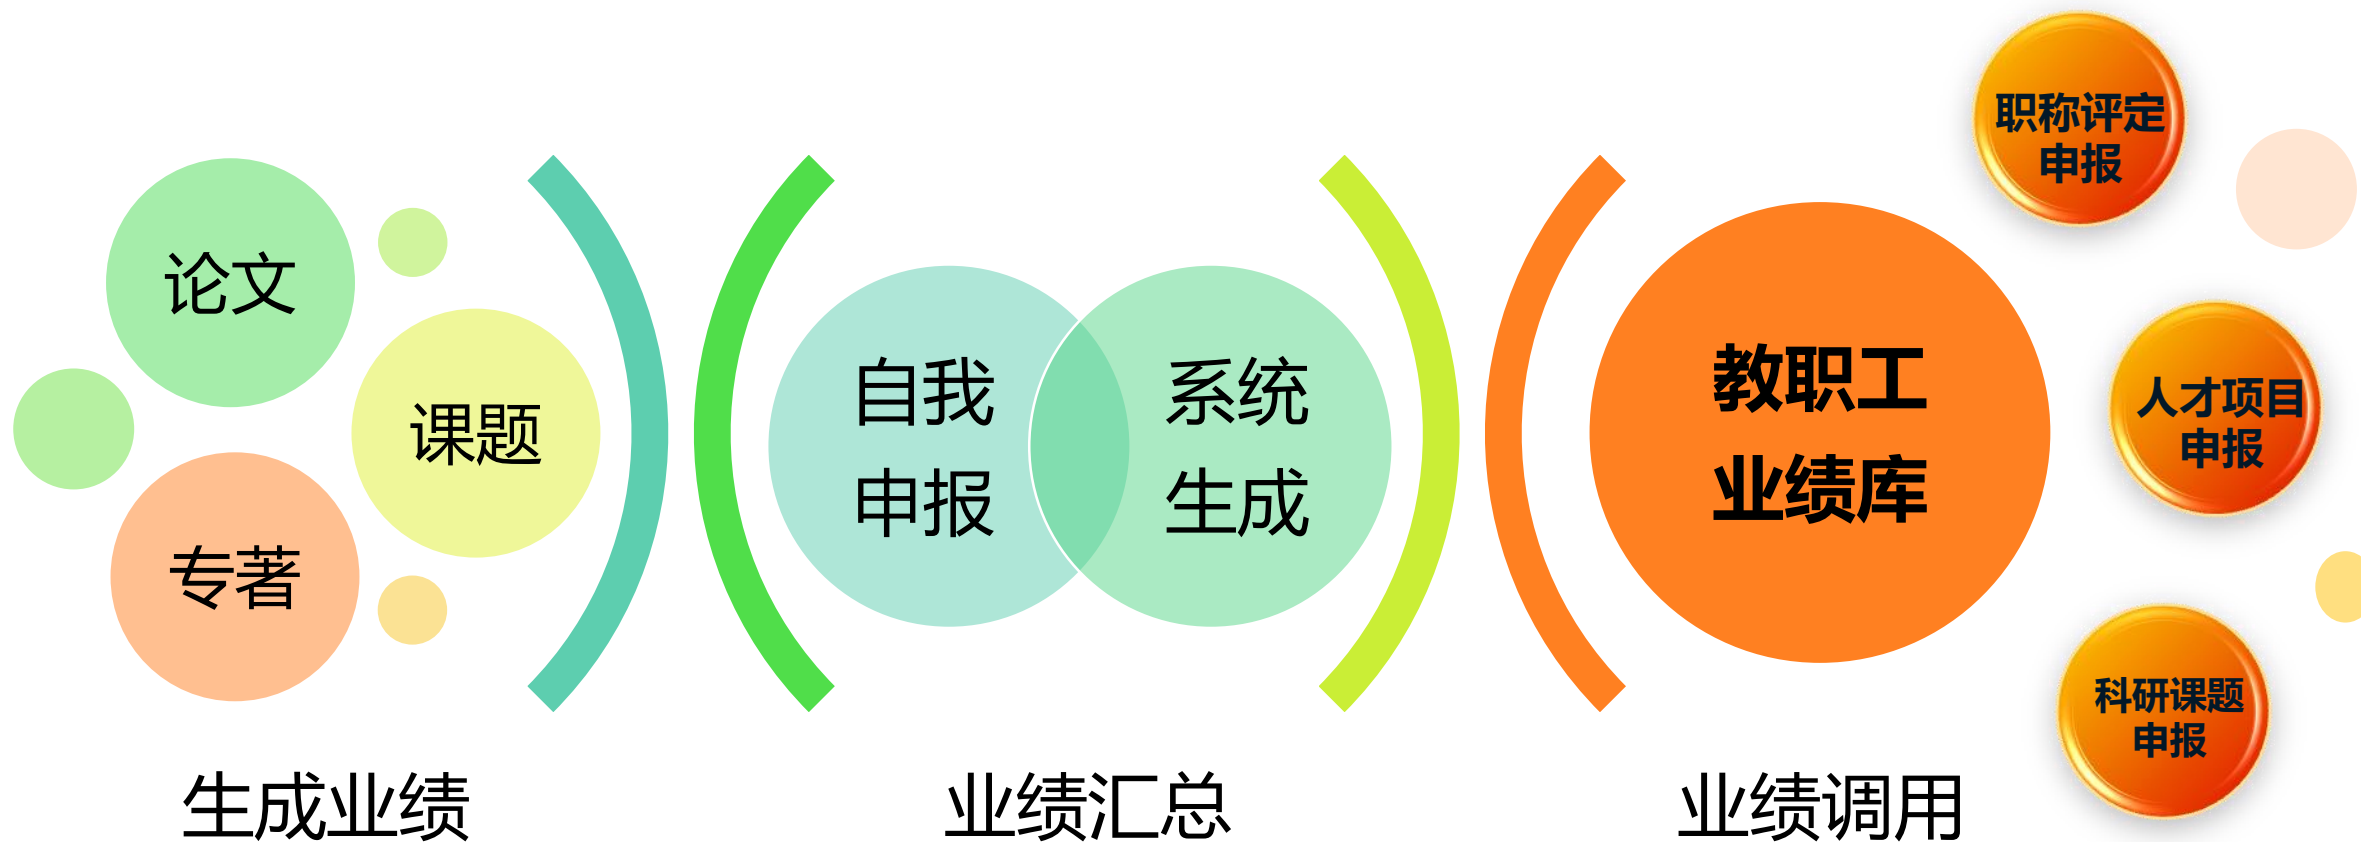 论文
课题
专著
生成业绩
自我
申报
系统
生成
业绩汇总
教职工
业绩库
业绩调用
职称评定
申报
人才项目
申报
科研课题
申报